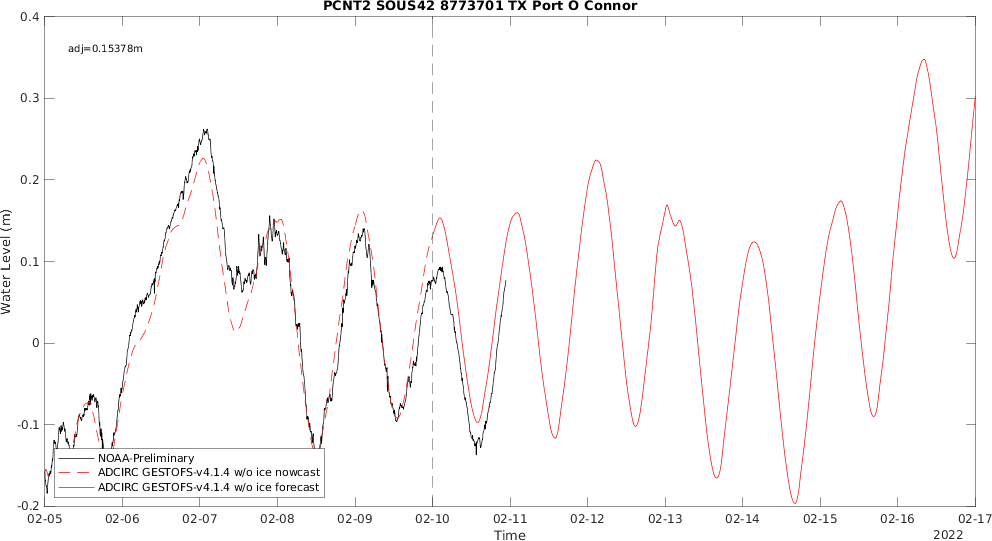 PCNT2 SOUS42 8773701 TX Port O Connor
adj=0.15378m
0.4
0.3
0.2
0.1
0
-0.1
-0.2
Water Level (m)
NOAA-Preliminary
ADCIRC GESTOFS-v4.1.4 w/o ice nowcast
ADCIRC GESTOFS-v4.1.4 w/o ice forecast
02-05 02-06 02-07 02-08 02-09 02-10 02-11 02-12 02-13 02-14 02-15 02-16 02-17
Time
2022